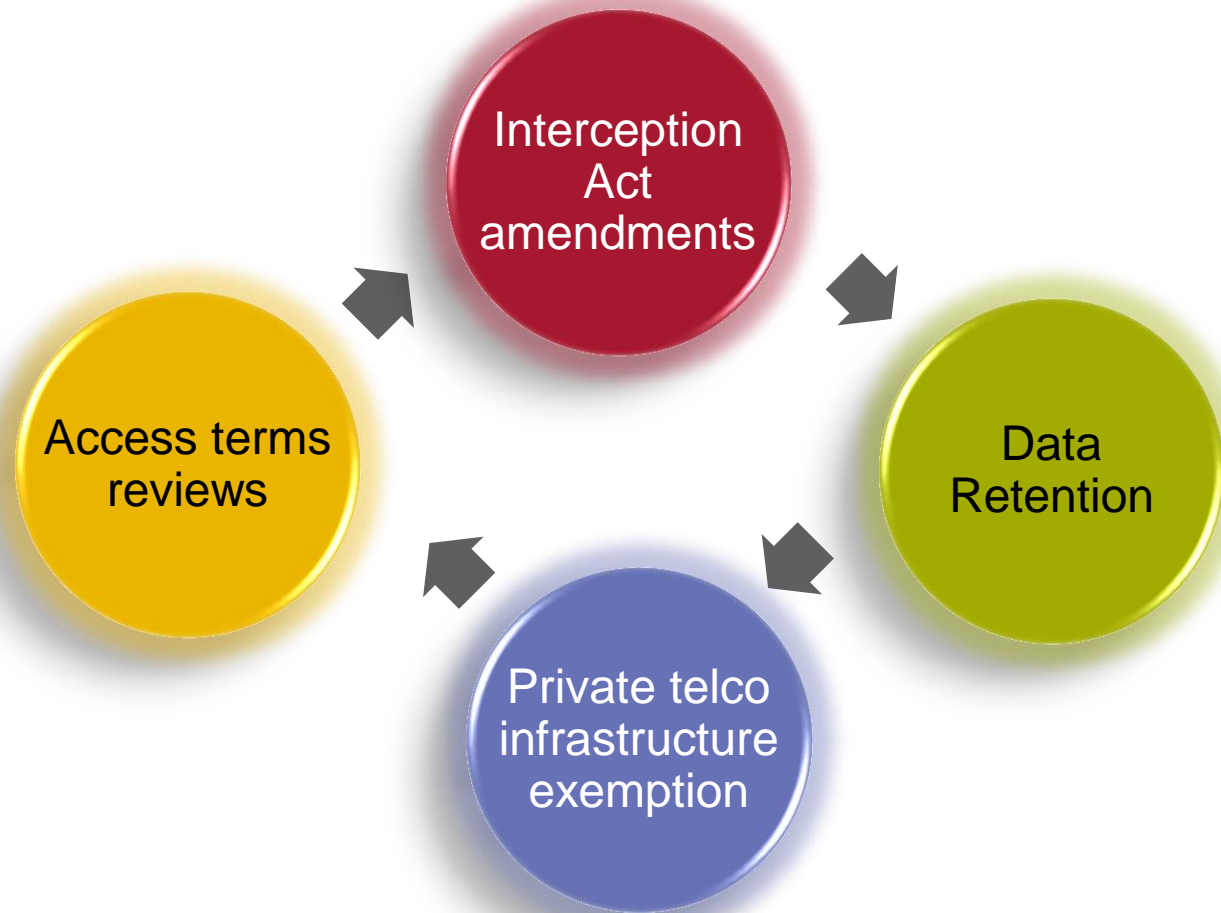 Interception
Act
amendments
Data
Retention
Private telco
infrastructure
exemption
Access terms
reviews